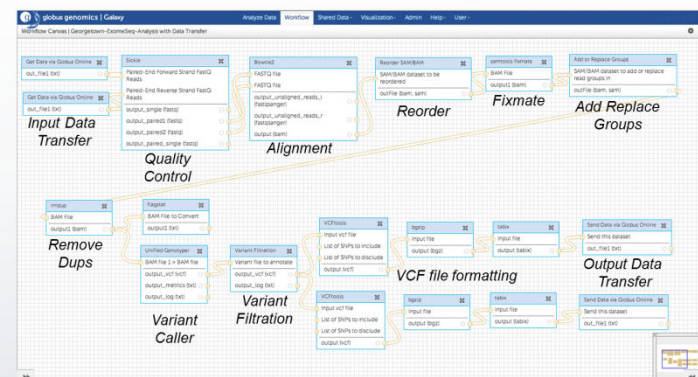 globus genomics | Galaxy
Analyze Data Workflow Shared Data Visualization Admin Help User
Workflow Canvas | Georgetown-ExomeSeq-Analysis with Data Transfer
Get Data via Globus Online
out_file1 (txt)
Get Data via Globus Online
out_file1 (txt)
Input Data
Transfer
Sickle
Paired-End Forward Strand FastQ
Reads
Paired-End Reverse Strand FastQ
Reads
output_single (fastq)
output_paired1 (fastq)
output_paired2 (fastq)
output_paired_single (fastq)
Quality
Control
Bowtie2
FASTQ file
FASTQ file
output_unaligned_reads_l
(fastqsanger)
output_unaligned_reads_r
(fastqsanger)
output (bam)
Alignment
Reorder SAM/BAM
SAM/BAM dataset to be
reordered
outFile (bam, sam)
Reorder
samtools fixmate
BAM File
output1 (bam)
Fixmate
Add or Replace Groups
SAM/BAM dataset to add or replace
read groups in
outFile (bam, sam)
Add Replace
Groups
rmdup
BAM File
output1 (bam)
Remove
Dups
flagstat
BAM File to Convert
output1 (txt)
Unified Genotyper
BAM file 1 > BAM file
output_vcf (vcf)
output_metrics (txt)
output_log (txt)
Variant
Caller
Variant Filtration
Variant file to annotate
output_vcf (vcf)
output_log (txt)
Variant
Filtration
VCFtools
Input vcf file
List of SNPs to include
List of SNPs to disclude
output (vcf)
VCFtools
Input vcf file
List of SNPs to include
List of SNPs to disclude
output (vcf)
bgzip
Input file
output (bgz)
tabix
Input file
output (tabix)
VCF file formatting
bgzip
Input file
output (bgz)
tabix
Input file
output (tabix)
Send Data via Globus Online
Send this dataset
out_file1 (txt)
Output Data
Transfer
Send Data via Globus Online
Send this dataset
out_file1 (txt)